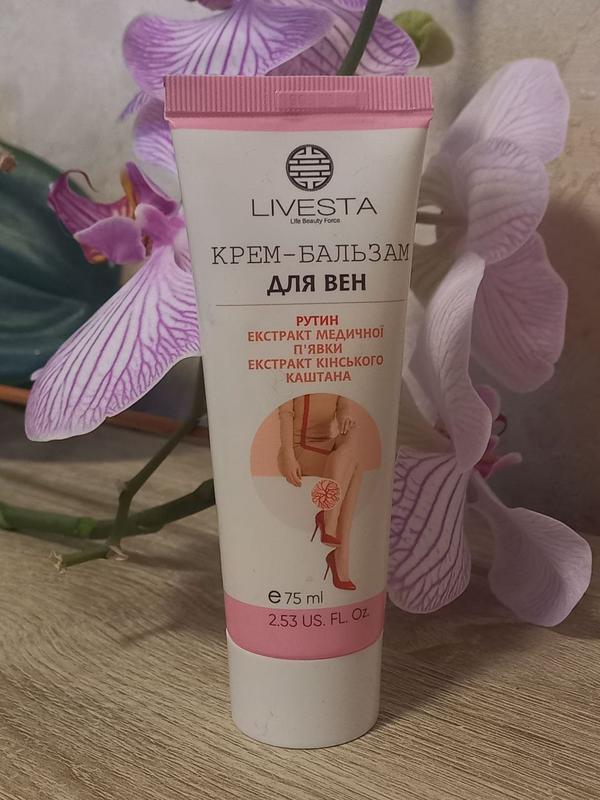 LIVESTA
Life Beauty Force
КРЕМ-БАЛЬЗАМ
ДЛЯ ВЕН
РУТИН
ЕКСТРАКТ МЕДИЧНОЇ
П'ЯВКИ
ЕКСТРАКТ КІНСЬКОГО
КАШТАНА
e 75 ml
2.53 US. FL. Oz.